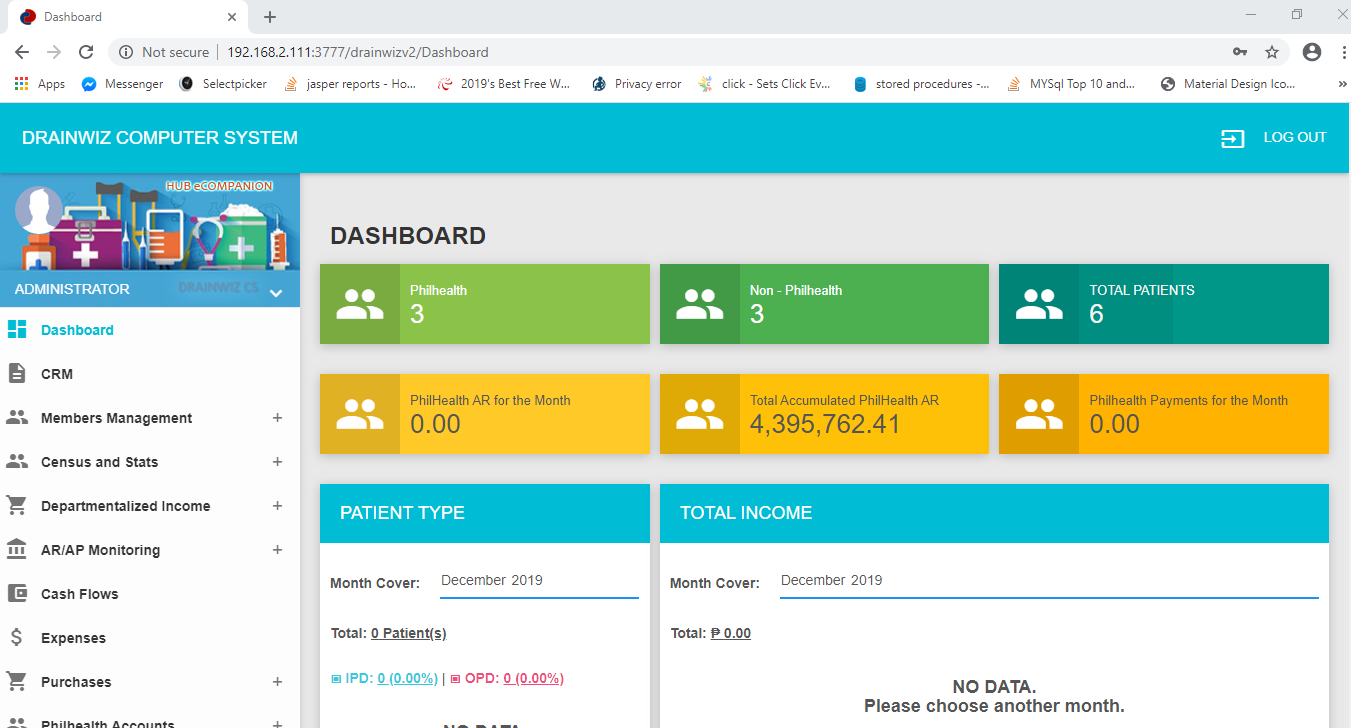 Dashboard
Not secure | 192.168.2.111:3777/drainwizv2/Dashboard
Apps Messenger Selectpicker jasper reports - Ho... 2019's Best Free W... Privacy error click - Sets Click Ev... stored procedures -... MYSql Top 10 and... Material Design Ico... »
DRAINWIZ COMPUTER SYSTEM
LOG OUT
HUB eCOMPANION
ADMINISTRATOR
DRAINWIZ CS
Dashboard
CRM
Members Management +
Census and Stats +
Departmentalized Income +
AR/AP Monitoring +
Cash Flows
Expenses
Purchases +
Philhealth Accounts +
DASHBOARD
Philhealth
3
Non - Philhealth
3
TOTAL PATIENTS
6
PhilHealth AR for the Month
0.00
Total Accumulated PhilHealth AR
4,395,762.41
Philhealth Payments for the Month
0.00
PATIENT TYPE
Month Cover: December 2019
Total: 0 Patient(s)
IPD: 0 (0.00%) | OPD: 0 (0.00%)
NO DATA.
TOTAL INCOME
Month Cover: December 2019
Total: ₱ 0.00
NO DATA.
Please choose another month.